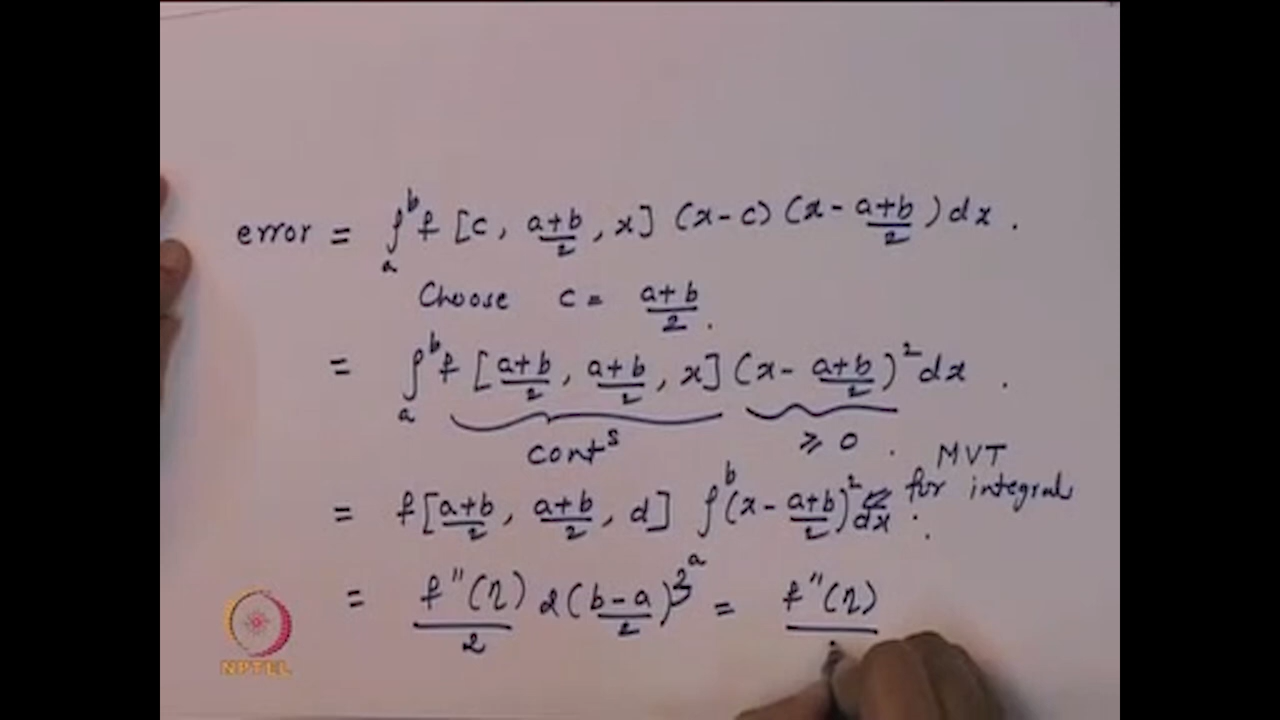 error = ∫_a^b f [c, (a+b)/2, x] (x-c) (x - (a+b)/2) dx .
Choose c = (a+b)/2 .
= ∫_a^b f [(a+b)/2, (a+b)/2, x] (x - (a+b)/2)^2 dx .
cont^s ≥ 0 .
MVT
for integrals
= f [(a+b)/2, (a+b)/2, d] ∫_a^b (x - (a+b)/2)^2 dx .
= f''(η)/2 2 ((b-a)/2)^3 = f''(η)
NPTEL